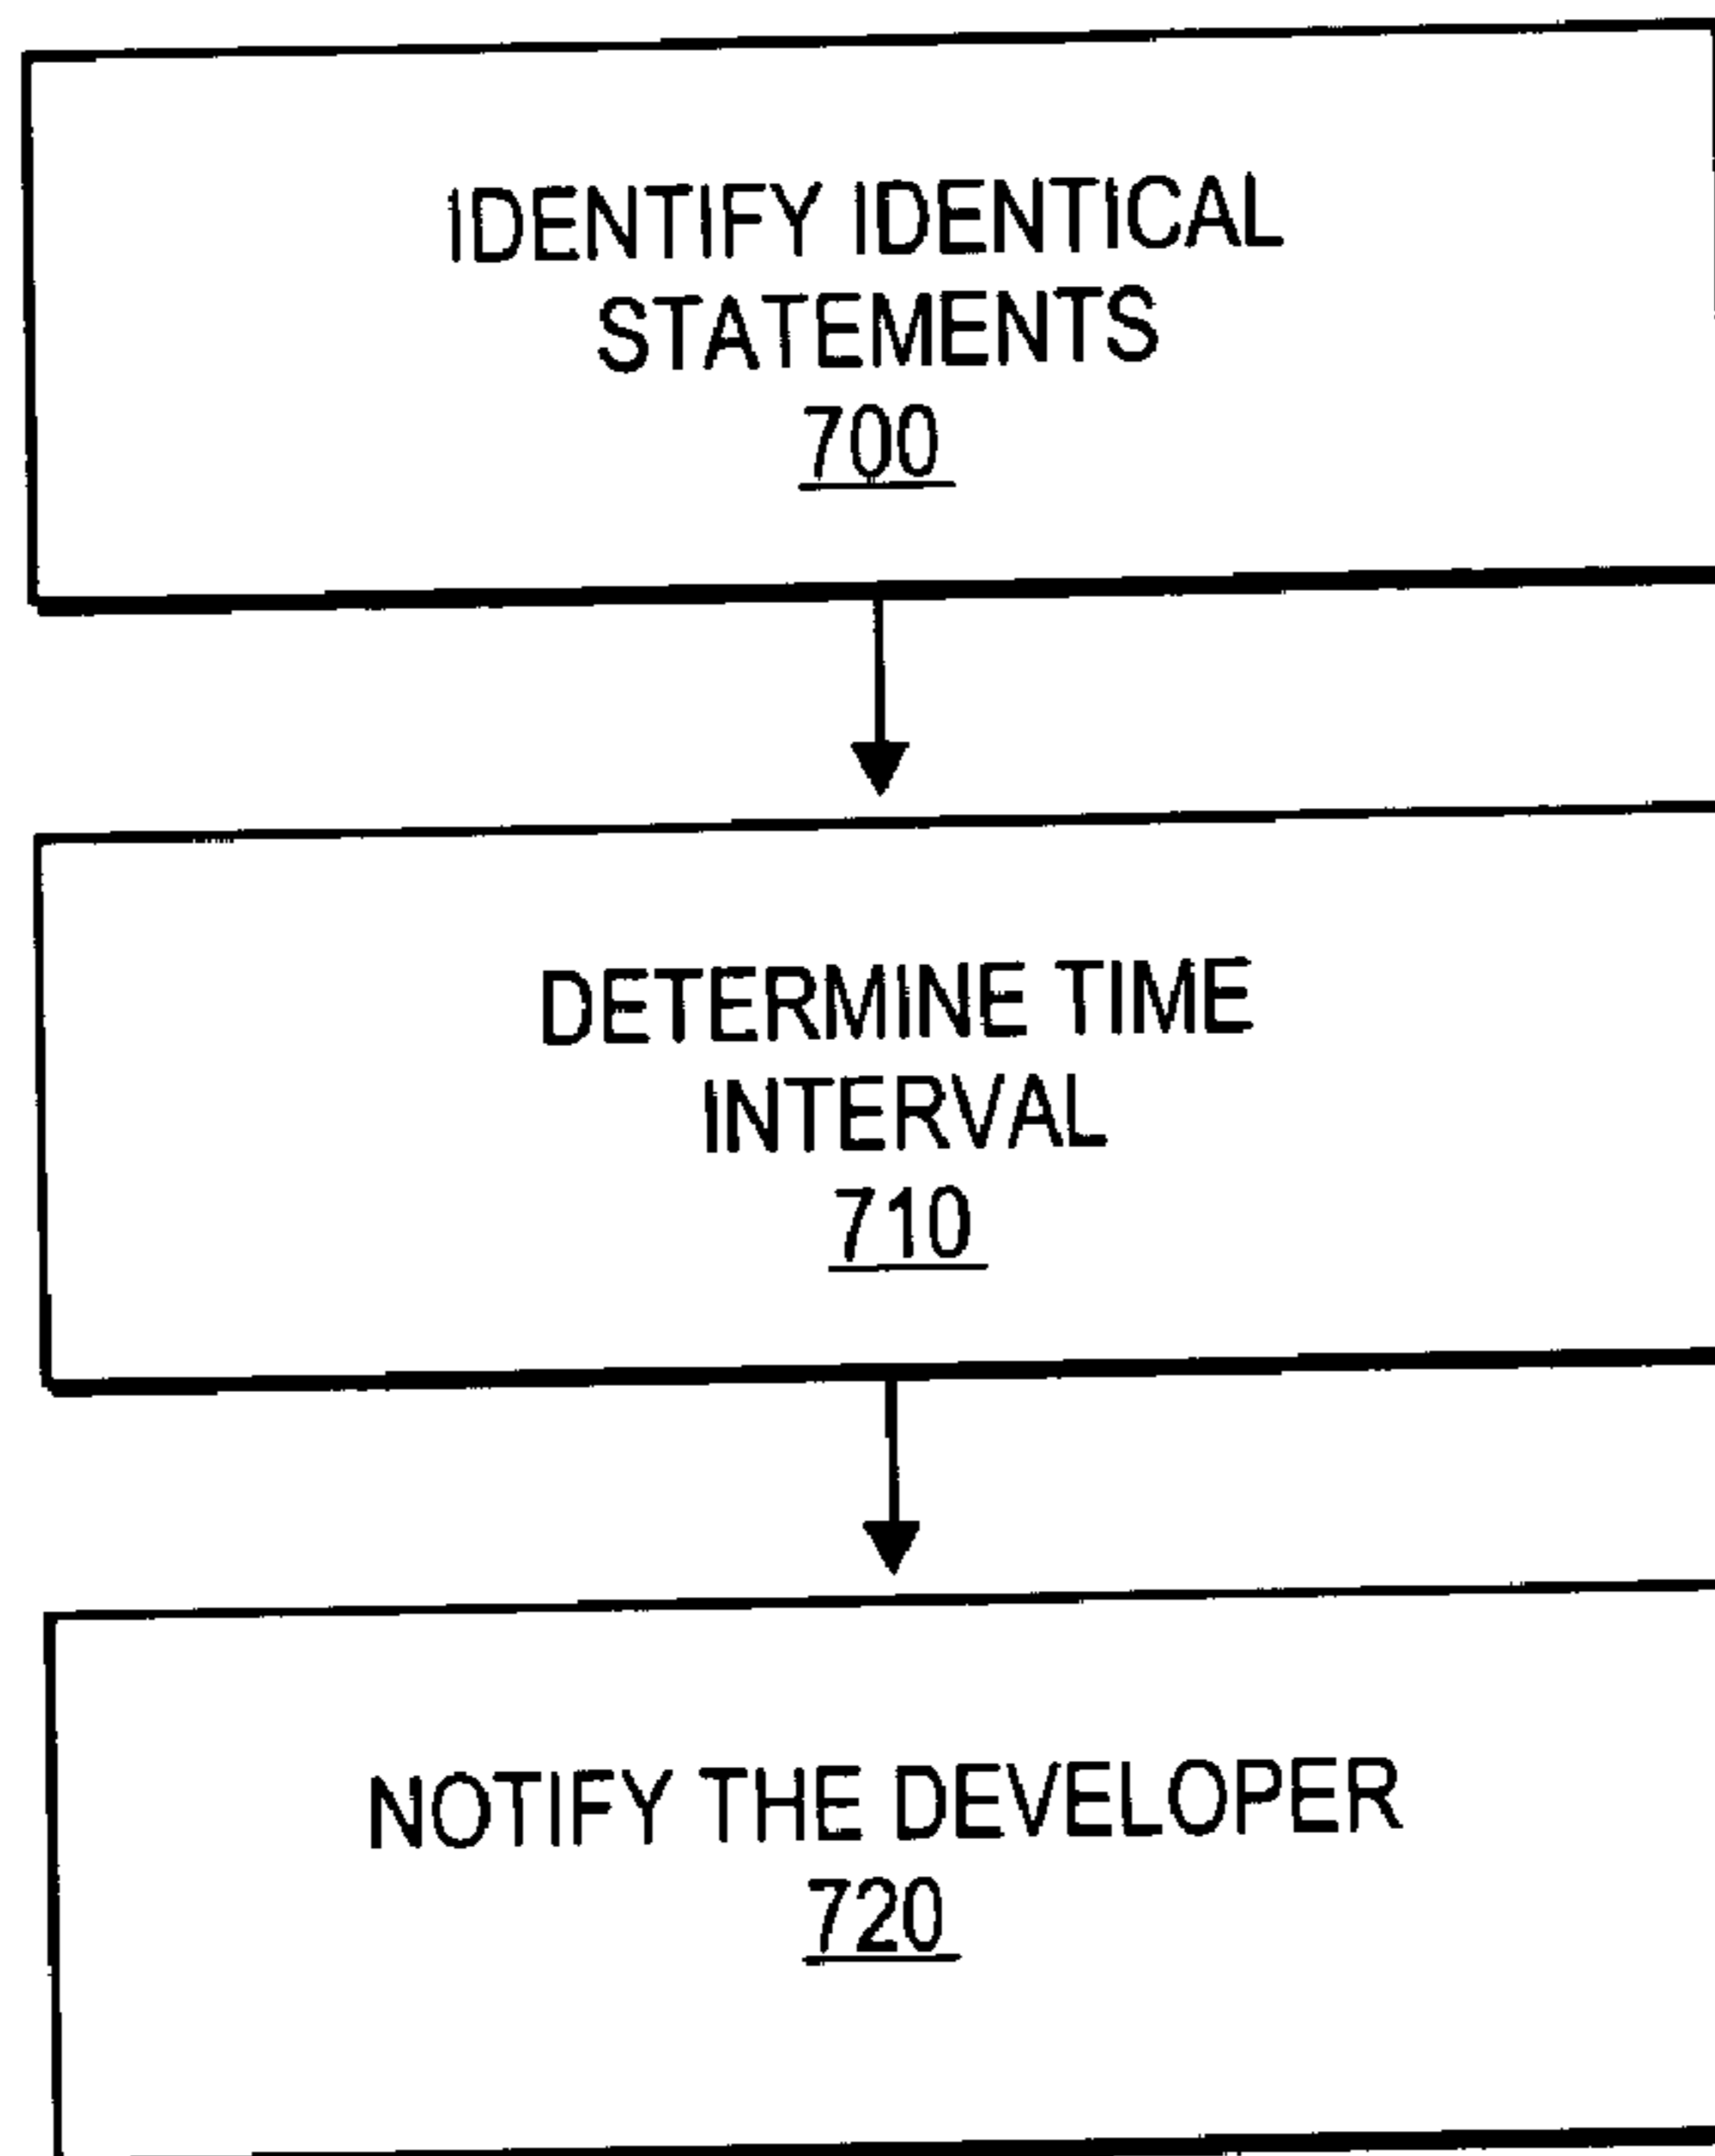 IDENTIFY IDENTICAL
STATEMENTS
700
DETERMINE TIME
INTERVAL
710
NOTIFY THE DEVELOPER
720